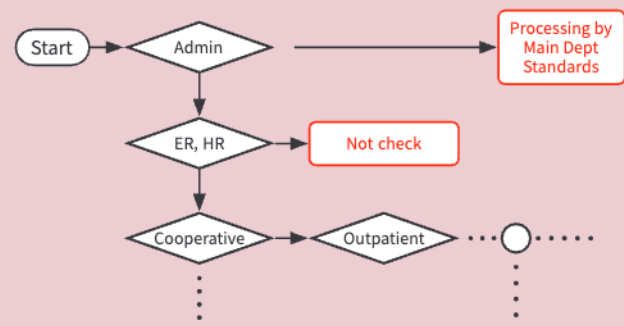 Start
Admin
Processing by
Main Dept
Standards
ER, HR
Not check
Cooperative
Outpatient